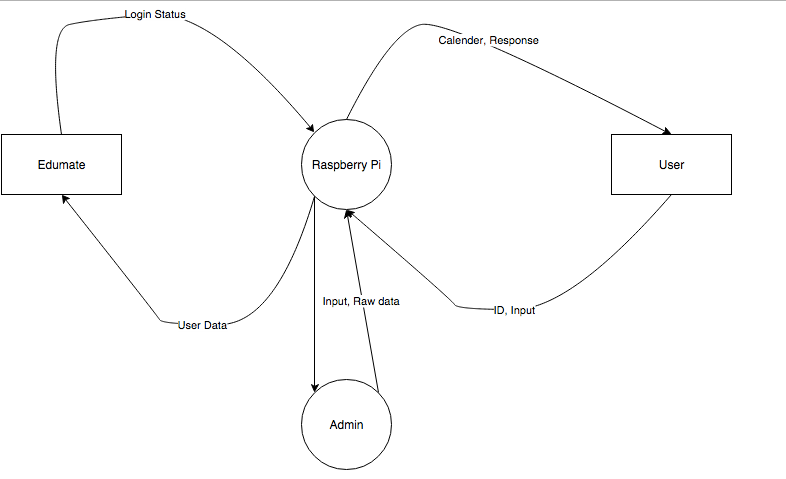 Login Status
Calender, Response
Edumate
Raspberry Pi
User
Input, Raw data
ID, Input
User Data
Admin